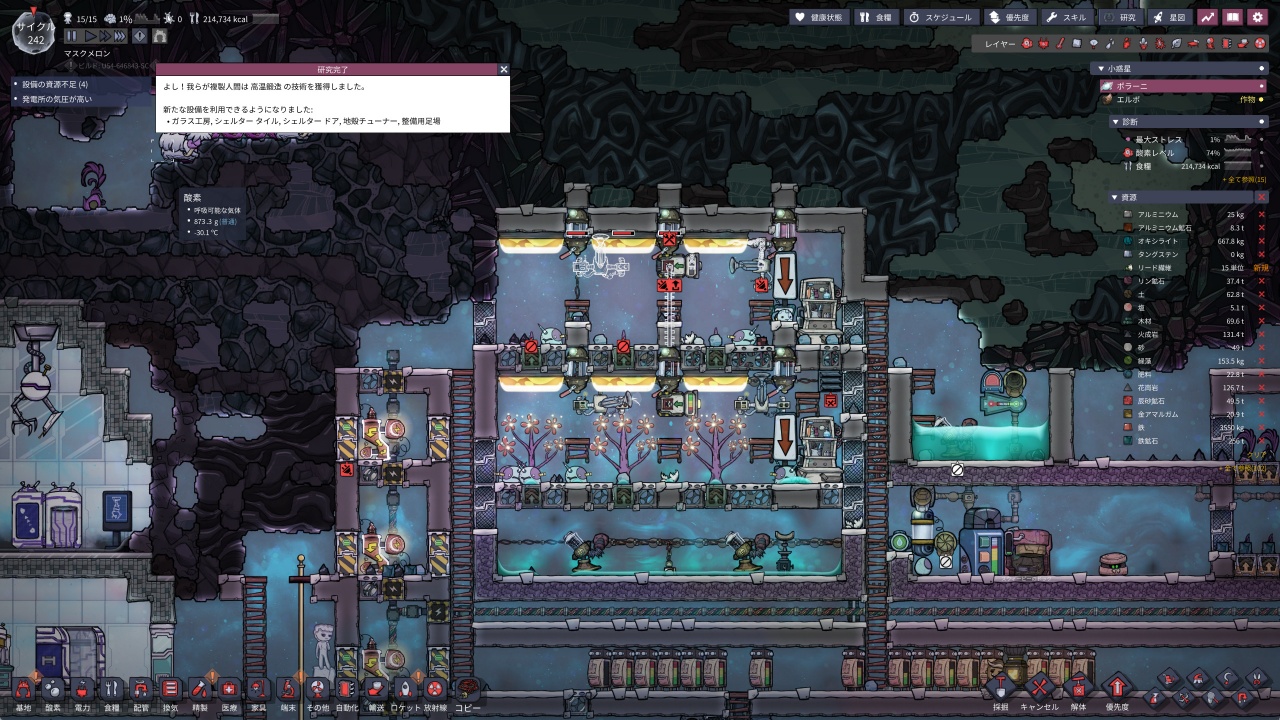 サイクル
242
15/15
1%
0
214,734 kcal
マスクメロン
設備の資源不足 (4)
発電所の気圧が高い
研究完了
よし！我らが複製人間は 高温鍛造 の技術を獲得しました。
新たな設備を利用できるようになりました:
• ガラス工房, シェルター タイル, シェルター ドア, 地殻チューナー, 整備用足場
酸素
• 呼吸可能な気体
• 873.3 g (普通)
• -30.1 °C
健康状態
食糧
スケジュール
優先度
スキル
研究
星図
レイヤー
小惑星
ボラーニ
エルボ 作物
診断
最大ストレス 1%
酸素レベル 74%
食糧 214,734 kcal
+ 全て参照(15)
資源
アルミニウム 25 kg
アルミニウム鉱石 8.3 t
オキシライト 667.8 kg
タングステン 0 kg
リード繊維 15 単位 新規
リン鉱石 37.4 t
土 62.8 t
塩 5.1 t
木材 69.6 t
火成岩 131.4 t
砂 49 t
緑藻 153.5 kg
肥料 22.8 t
花崗岩 126.7 t
辰砂鉱石 49.5 t
金アマルガム 20.9 t
鉄 3550 kg
鉄鉱石 256 t
クリア
基地
酸素
電力
食糧
配管
換気
精製
医療
家具
端末
その他
自動化
輸送
ロケット
放射線
コピー
採掘
キャンセル
解体
優先度